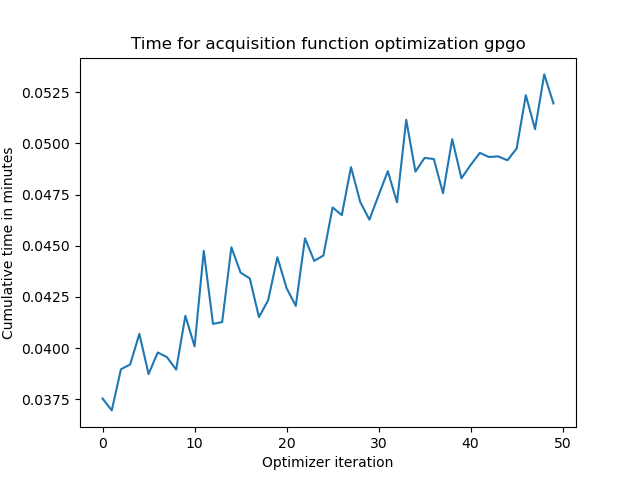 Time for acquisition function optimization gpgo
Cumulative time in minutes
0.0525
0.0500
0.0475
0.0450
0.0425
0.0400
0.0375
0 10 20 30 40 50
Optimizer iteration